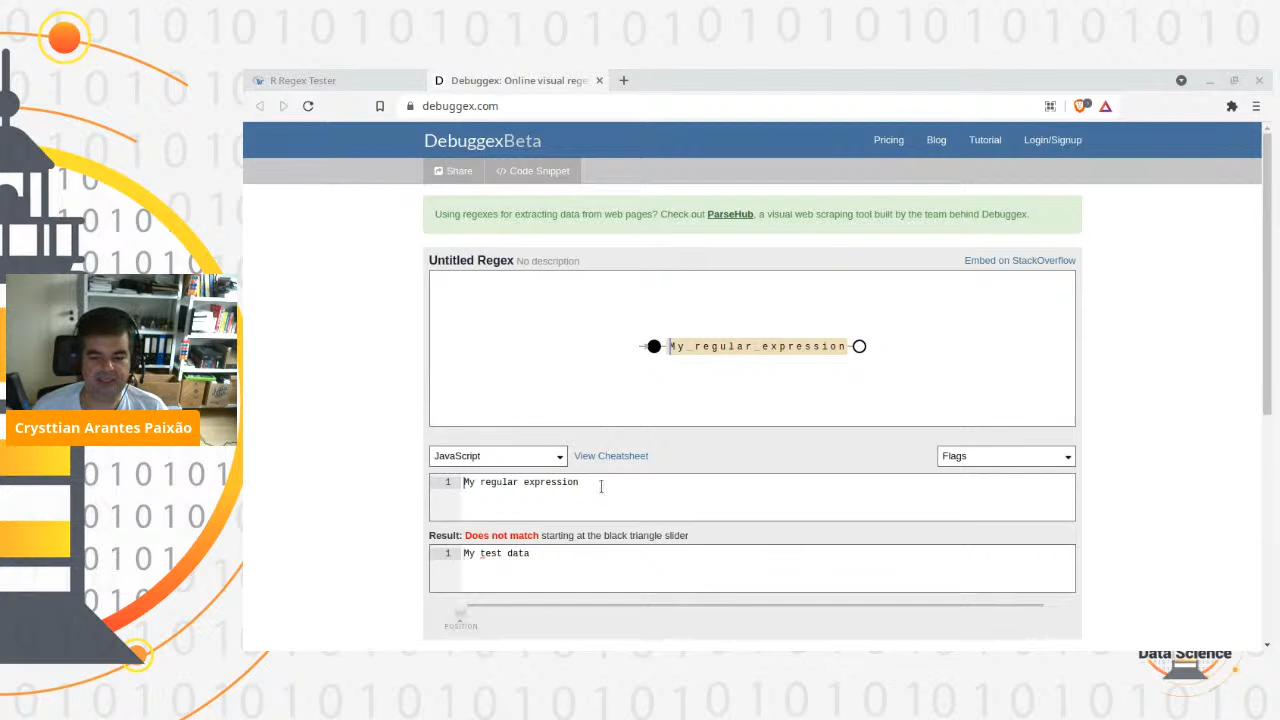 R Regex Tester
D Debuggex: Online visual rege
debuggex.com
DebuggexBeta
Pricing
Blog
Tutorial
Login/Signup
Share
</> Code Snippet
Using regexes for extracting data from web pages? Check out ParseHub, a visual web scraping tool built by the team behind Debuggex.
Untitled Regex No description
Embed on StackOverflow
My_regular_expression
JavaScript
View Cheatsheet
Flags
1 My regular expression
Result: Does not match starting at the black triangle slider
1 My test data
POSITION
Crysttian Arantes Paixão
Data Science